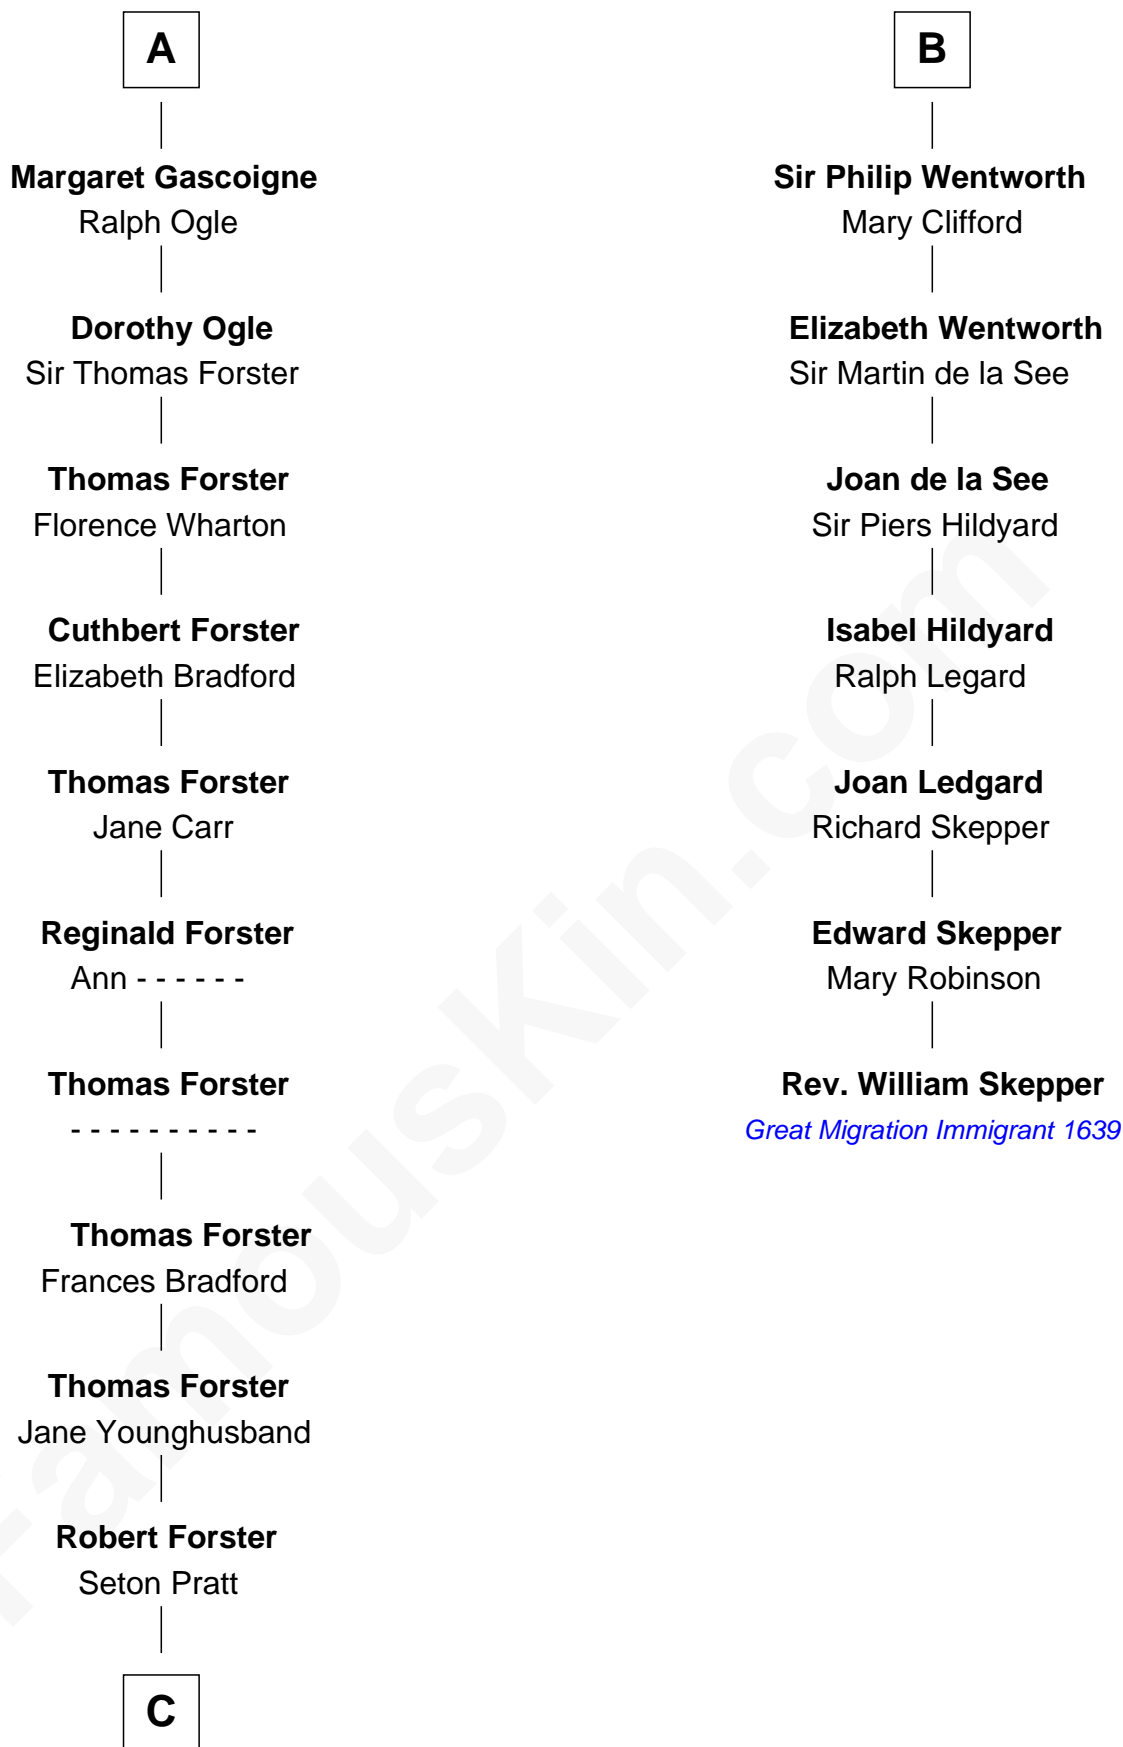 A
Margaret Gascoigne
Ralph Ogle
Dorothy Ogle
Sir Thomas Forster
Thomas Forster
Florence Wharton
Cuthbert Forster
Elizabeth Bradford
Thomas Forster
Jane Carr
Reginald Forster
Ann - - - - - -
Thomas Forster
- - - - - - - - - -
Thomas Forster
Frances Bradford
Thomas Forster
Jane Younghusband
Robert Forster
Seton Pratt
C
B
Sir Philip Wentworth
Mary Clifford
Elizabeth Wentworth
Sir Martin de la See
Joan de la See
Sir Piers Hildyard
Isabel Hildyard
Ralph Legard
Joan Ledgard
Richard Skepper
Edward Skepper
Mary Robinson
Rev. William Skepper
Great Migration Immigrant 1639
FamousKin.com